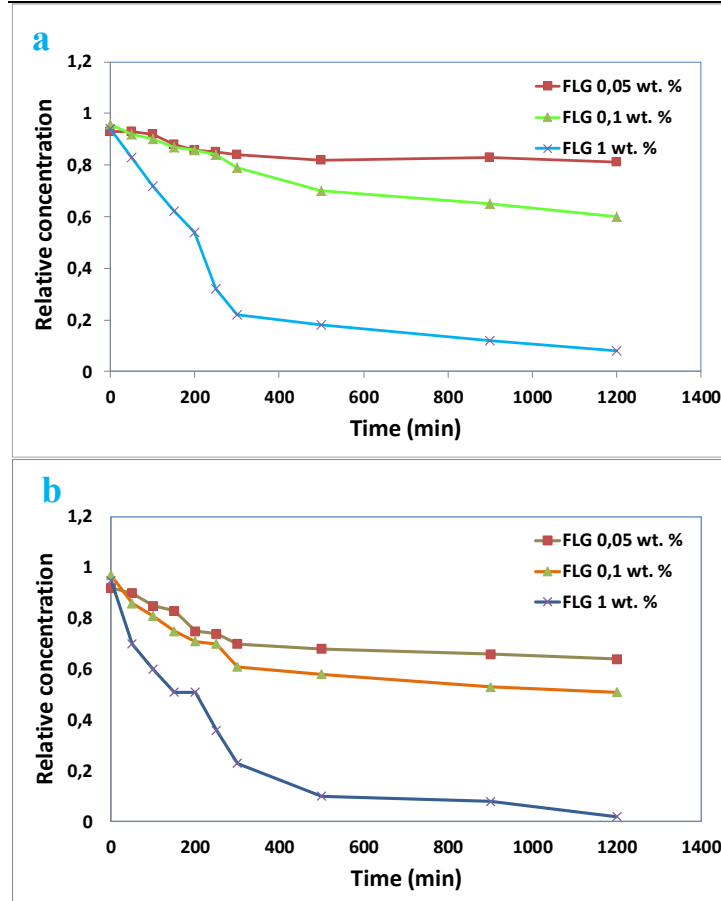 a
1,2
1
0,8
0,6
0,4
0,2
0
Relative concentration
FLG 0,05 wt. %
FLG 0,1 wt. %
FLG 1 wt. %
0 200 400 600 800 1000 1200 1400
Time (min)
b
1,2
1
0,8
0,6
0,4
0,2
0
Relative concentration
FLG 0,05 wt. %
FLG 0,1 wt. %
FLG 1 wt. %
0 200 400 600 800 1000 1200 1400
Time (min)